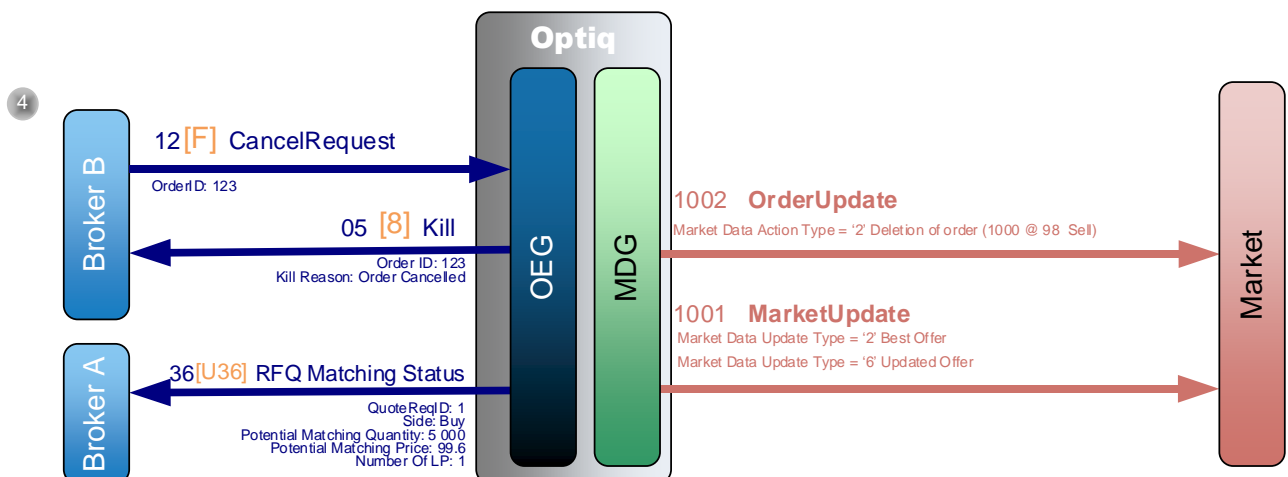 Optiq
4
Broker B
12 [F] CancelRequest
OrderID: 123
05 [8] Kill
Order ID: 123
Kill Reason: Order Cancelled
Broker A
36 [U36] RFQ Matching Status
QuoteReqID: 1
Side: Buy
Potential Matching Quantity: 5 000
Potential Matching Price: 99.6
Number Of LP: 1
OEG
MDG
1002 OrderUpdate
Market Data Action Type = ‘2’ Deletion of order (1000 @ 98 Sell)
1001 MarketUpdate
Market Data Update Type = ‘2’ Best Offer
Market Data Update Type = ‘6’ Updated Offer
Market